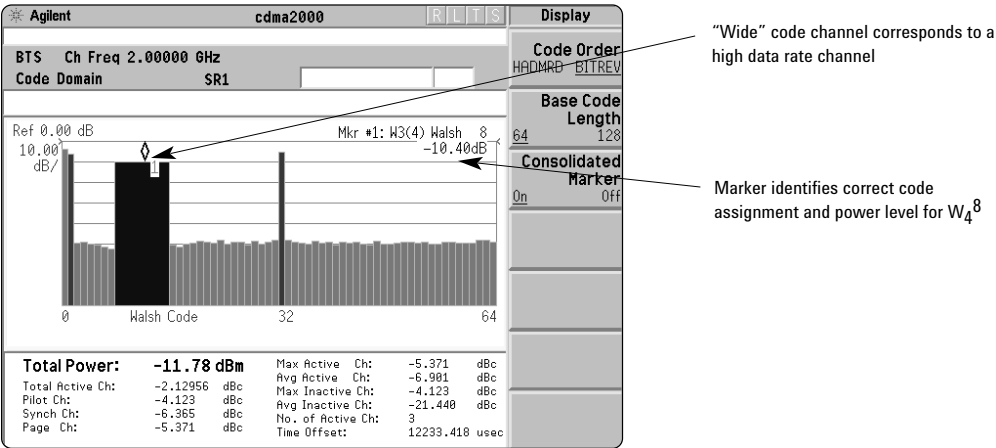 Agilent cdma2000 R L T S Display
BTS Ch Freq 2.00000 GHz
Code Domain SR1
Code Order
HADMRD BITREV
Base Code
Length
64 128
Consolidated
Marker
On Off
Ref 0.00 dB Mkr #1: W3(4) Walsh 8
10.00 -10.40dB
dB/
1
0 Walsh Code 32 64
Total Power: -11.78 dBm
Total Active Ch: -2.12956 dBc
Pilot Ch: -4.123 dBc
Synch Ch: -6.365 dBc
Page Ch: -5.371 dBc
Max Active Ch: -5.371 dBc
Avg Active Ch: -6.901 dBc
Max Inactive Ch: -4.123 dBc
Avg Inactive Ch: -21.440 dBc
No. of Active Ch: 3
Time Offset: 12233.418 usec
“Wide” code channel corresponds to a
high data rate channel
Marker identifies correct code
assignment and power level for W₄⁸